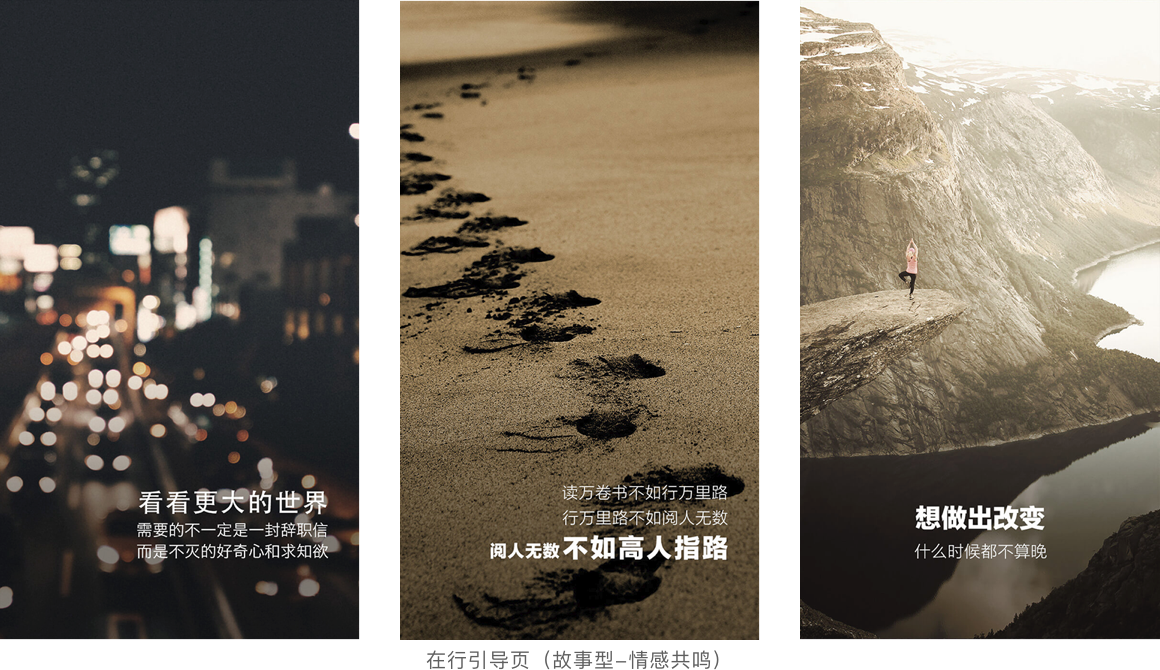 看看更大的世界
需要的不一定是一封辞职信
而是不灭的好奇心和求知欲
读万卷书不如行万里路
行万里路不如阅人无数
阅人无数不如高人指路
想做出改变
什么时候都不算晚
在行引导页（故事型-情感共鸣）